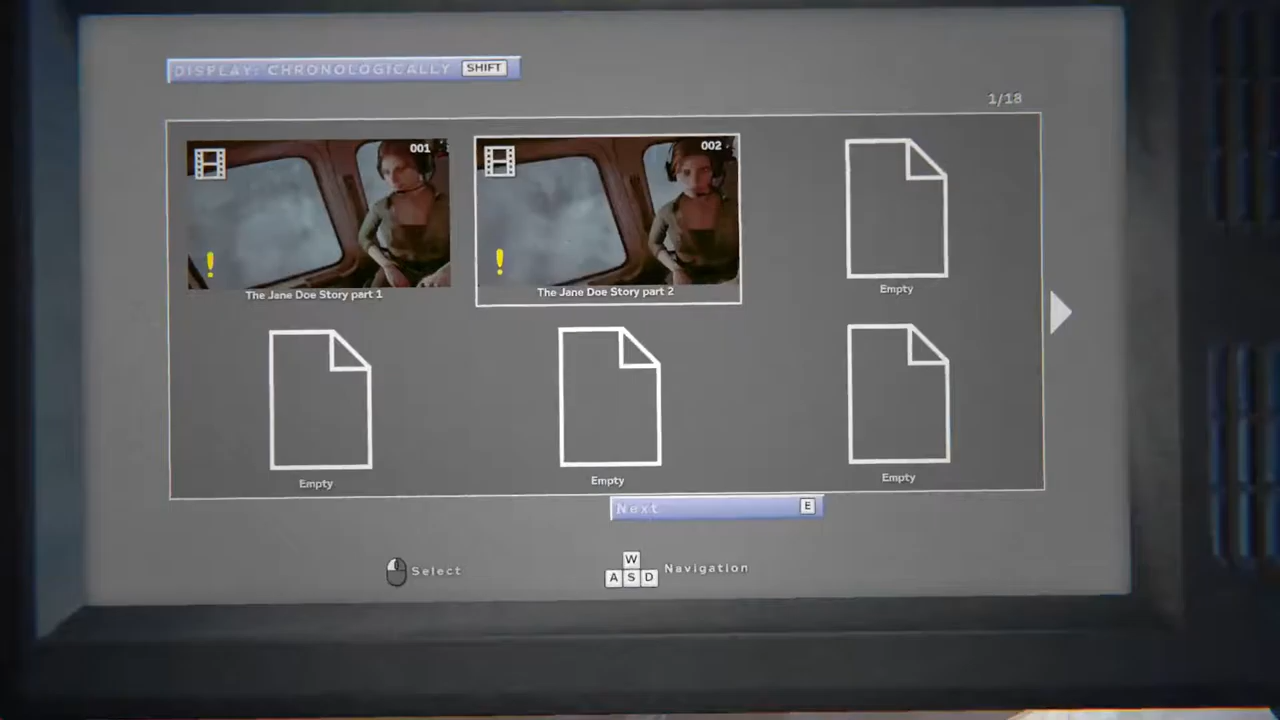 DISPLAY: CHRONOLOGICALLY SHIFT
1/18
001
002
The Jane Doe Story part 1
The Jane Doe Story part 2
Empty
Empty
Empty
Empty
Next E
Select
W
A S D Navigation